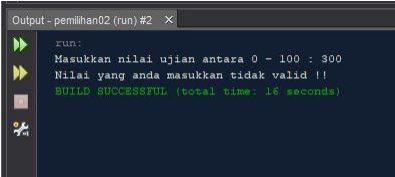 Output - pemilihan02 (run) #2 ×
run:
Masukkan nilai ujian antara 0 - 100 : 300
Nilai yang anda masukkan tidak valid !!
BUILD SUCCESSFUL (total time: 16 seconds)